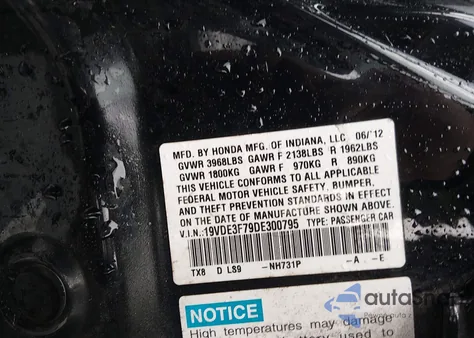 MFD. BY HONDA MFG. OF INDIANA, LLC. 06/12
GVWR 3968LBS GAWR F 2138LBS R 1962LBS
GVWR 1800KG GAWR F 970KG R 890KG
THIS VEHICLE CONFORMS TO ALL APPLICABLE
FEDERAL MOTOR VEHICLE SAFETY, BUMPER,
AND THEFT PREVENTION STANDARDS IN EFFECT
ON THE DATE OF MANUFACTURE SHOWN ABOVE.
V.I.N.:19VDE3F79DE300795 TYPE: PASSENGER CAR
TX8 D LS9 -NH731P -A -E
NOTICE
High temperatures may damage
used to